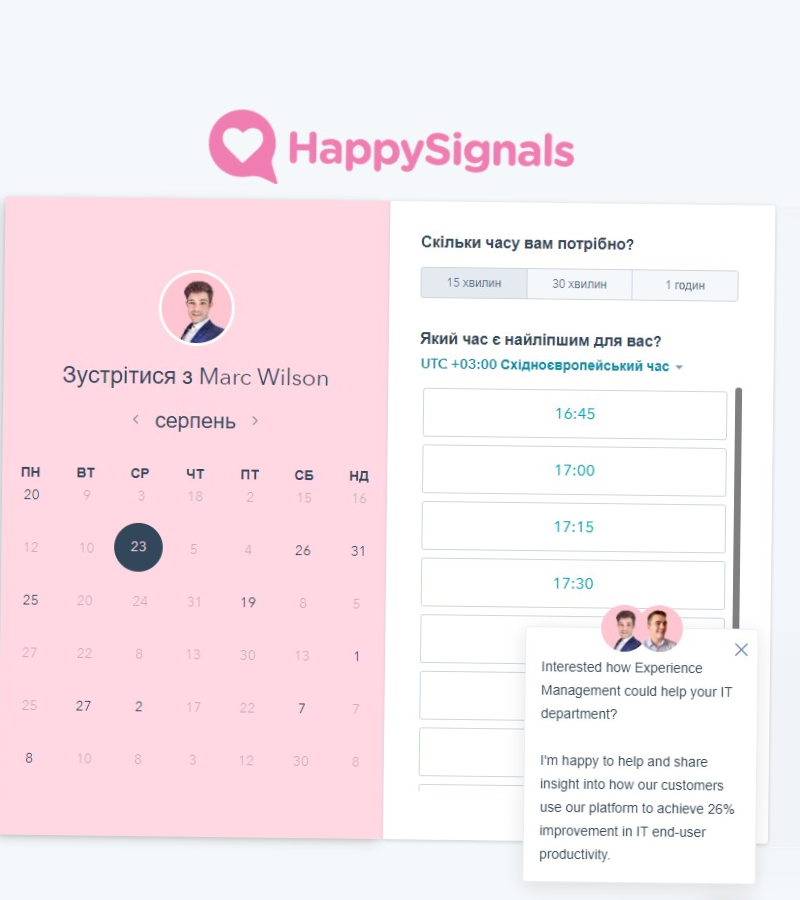 HappySignals
Зустрітися з Marc Wilson
серпень
ПН ВТ СР ЧТ ПТ СБ НД
20 9 3 18 2 15 16
12 10 23 5 4 26 31
25 20 24 31 19 8 5
27 22 8 13 30 13 1
25 27 2 17 22 7 7
8 10 8 3 12 30 8
Скільки часу вам потрібно?
15 хвилин 30 хвилин 1 годин
Який час є найліпшим для вас?
UTC +03:00 Східноєвропейський час
16:45
17:00
17:15
17:30
Interested how Experience
Management could help your IT
department?
I'm happy to help and share
insight into how our customers
use our platform to achieve 26%
improvement in IT end-user
productivity.